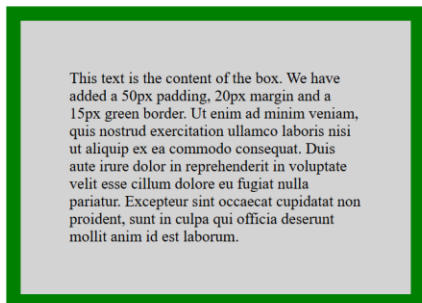 This text is the content of the box. We have
added a 50px padding, 20px margin and a
15px green border. Ut enim ad minim veniam,
quis nostrud exercitation ullamco laboris nisi
ut aliquip ex ea commodo consequat. Duis
aute irure dolor in reprehenderit in voluptate
velit esse cillum dolore eu fugiat nulla
pariatur. Excepteur sint occaecat cupidatat non
proident, sunt in culpa qui officia deserunt
mollit anim id est laborum.